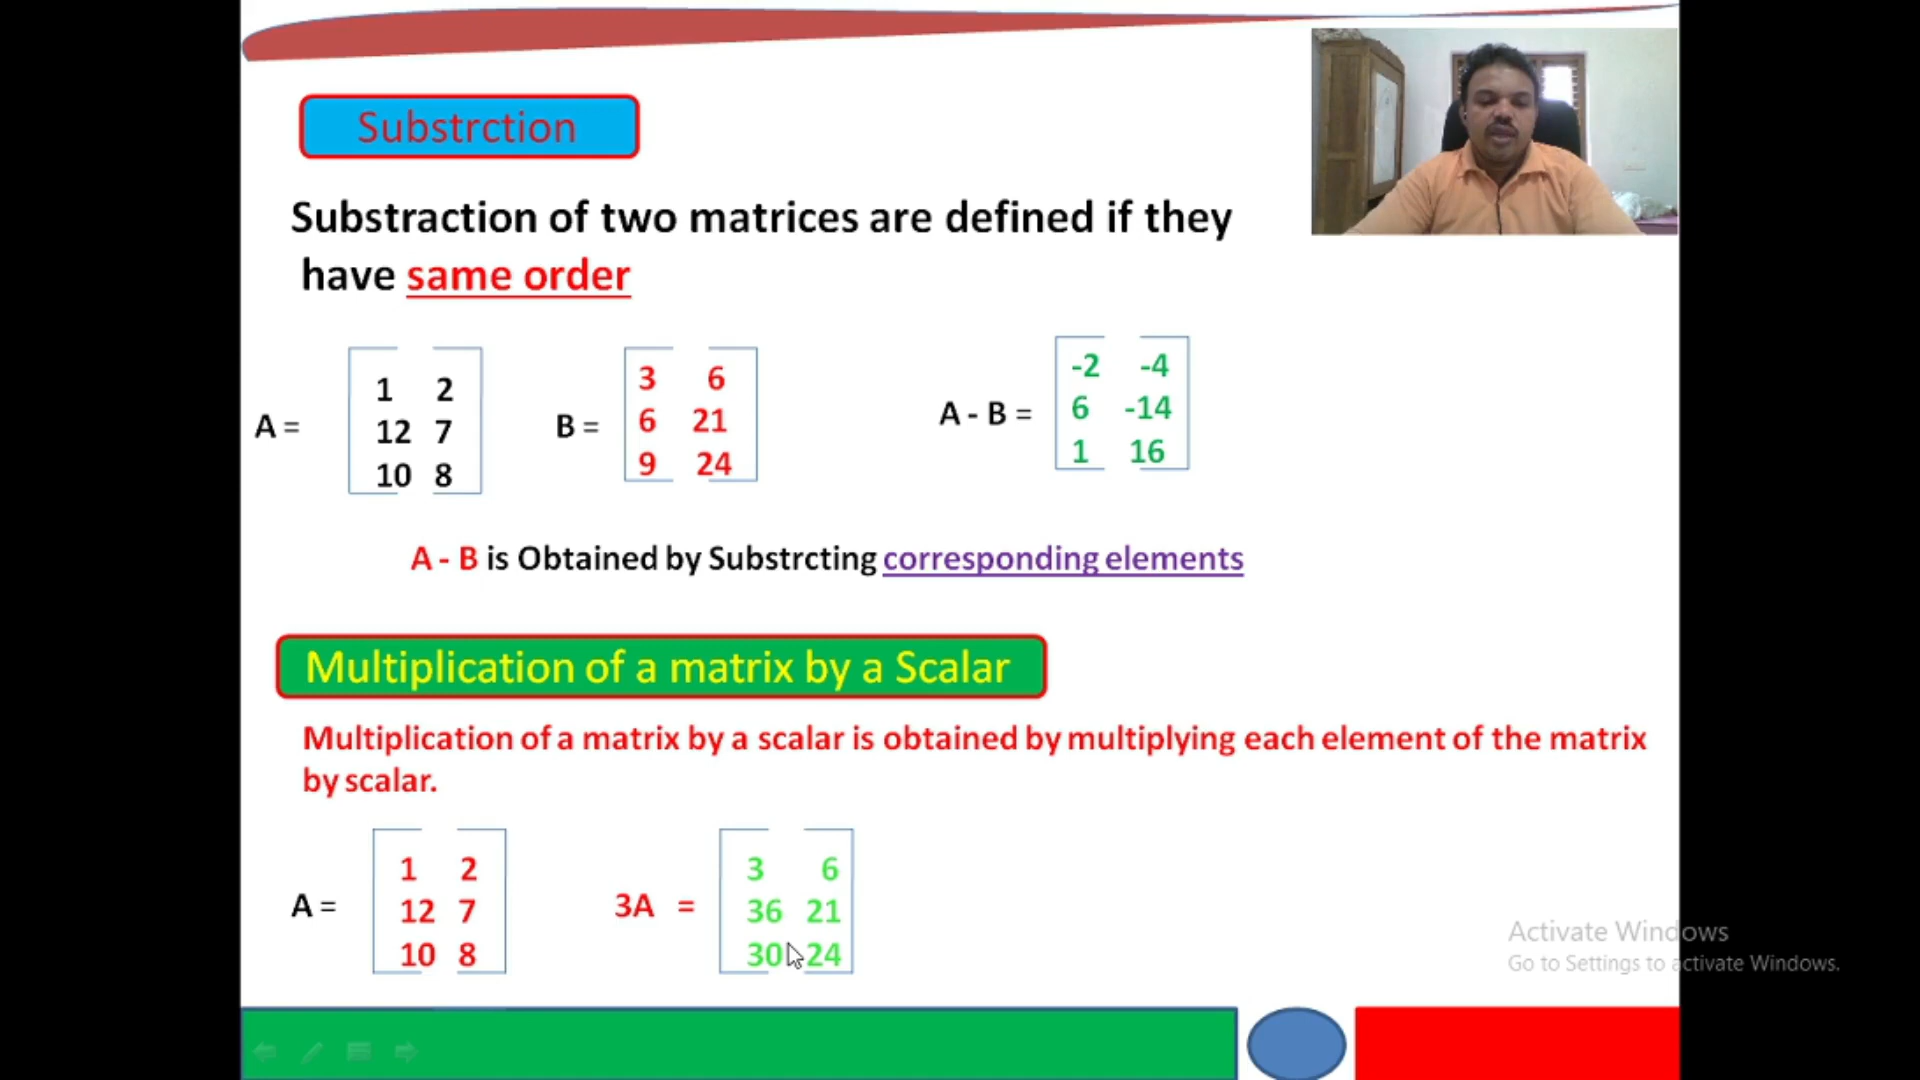 Substrction
Substraction of two matrices are defined if they
have same order
A =
1 2
12 7
10 8
B =
3 6
6 21
9 24
A - B =
-2 -4
6 -14
1 16
A - B is Obtained by Substrcting corresponding elements
Multiplication of a matrix by a Scalar
Multiplication of a matrix by a scalar is obtained by multiplying each element of the matrix
by scalar.
A =
1 2
12 7
10 8
3A =
3 6
36 21
30 24
Activate Windows
Go to Settings to activate Windows.